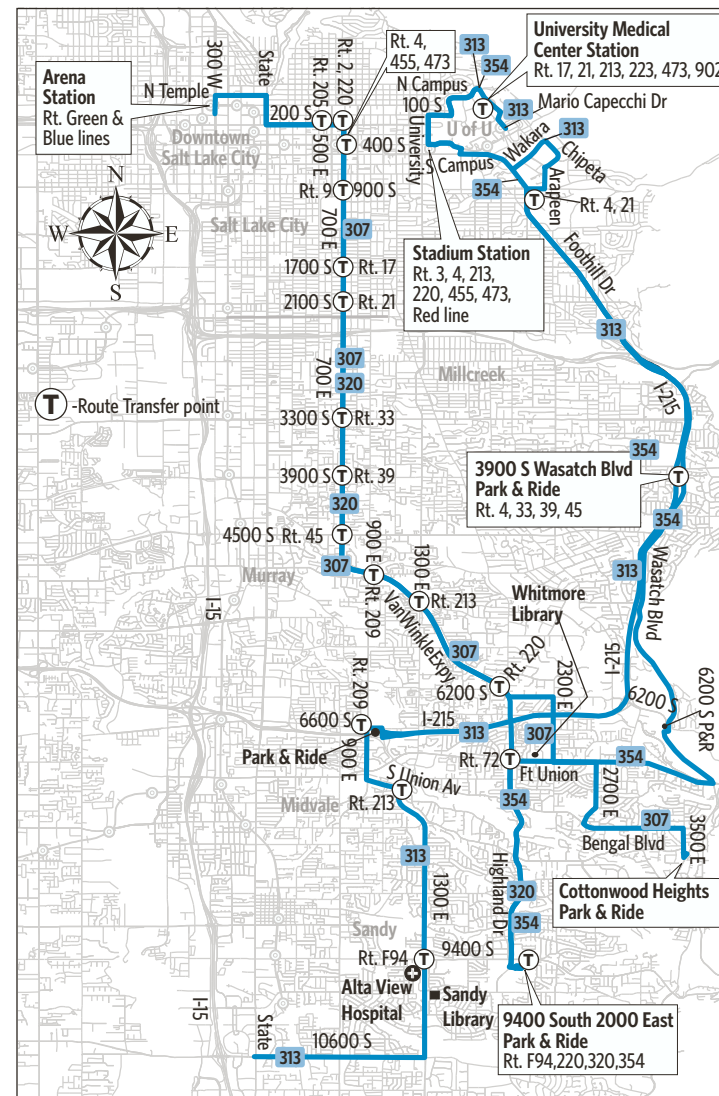 300 W
State
Rt. 205
Rt. 2, 220
Rt. 4,
455, 473
313
354
University Medical
Center Station
Rt. 17, 21, 213, 223, 473, 902
Arena
Station
Rt. Green &
Blue lines
N Temple
200 S
T
T
T
400 S
500 E
Downtown
Salt Lake City
N Campus
100 S
T
313
Mario Capecchi Dr
U of U
University
S Campus
Wakara
313
Chipeta
354
Arapeen
T
Rt. 4, 21
N
W
E
S
Rt. 9
T
900 S
Salt Lake City
700 E
307
Stadium Station
Rt. 3, 4, 213,
220, 455, 473,
Red line
Foothill Dr
1700 S
T
Rt. 17
2100 S
T
Rt. 21
313
307
320
700 E
Millcreek
I-215
T
-Route Transfer point
3300 S
T
Rt. 33
354
3900 S
T
Rt. 39
3900 S Wasatch Blvd
Park & Ride
Rt. 4, 33, 39, 45
T
320
354
4500 S
Rt. 45
T
Wasatch Blvd
307
900 E
T
Rt. 209
1300 E
T
Rt. 213
313
Murray
I-15
VanWinkleExpy
Whitmore
Library
307
Rt. 220
6200 S
T
2300 E
I-215
6200 S
6200 S P&R
Rt. 209
6600 S
T
I-215
313
307
Park & Ride
900 E
Rt. 72
T
Ft Union
354
S Union Av
T
Rt. 213
Midvale
354
2700 E
307
Bengal Blvd
3500 E
313
1300 E
Highland Dr
320
354
Cottonwood Heights
Park & Ride
Sandy
Rt. F94
T
9400 S
T
Alta View
Hospital
Sandy
Library
I-15
State
313
10600 S
9400 South 2000 East
Park & Ride
Rt. F94,220,320,354